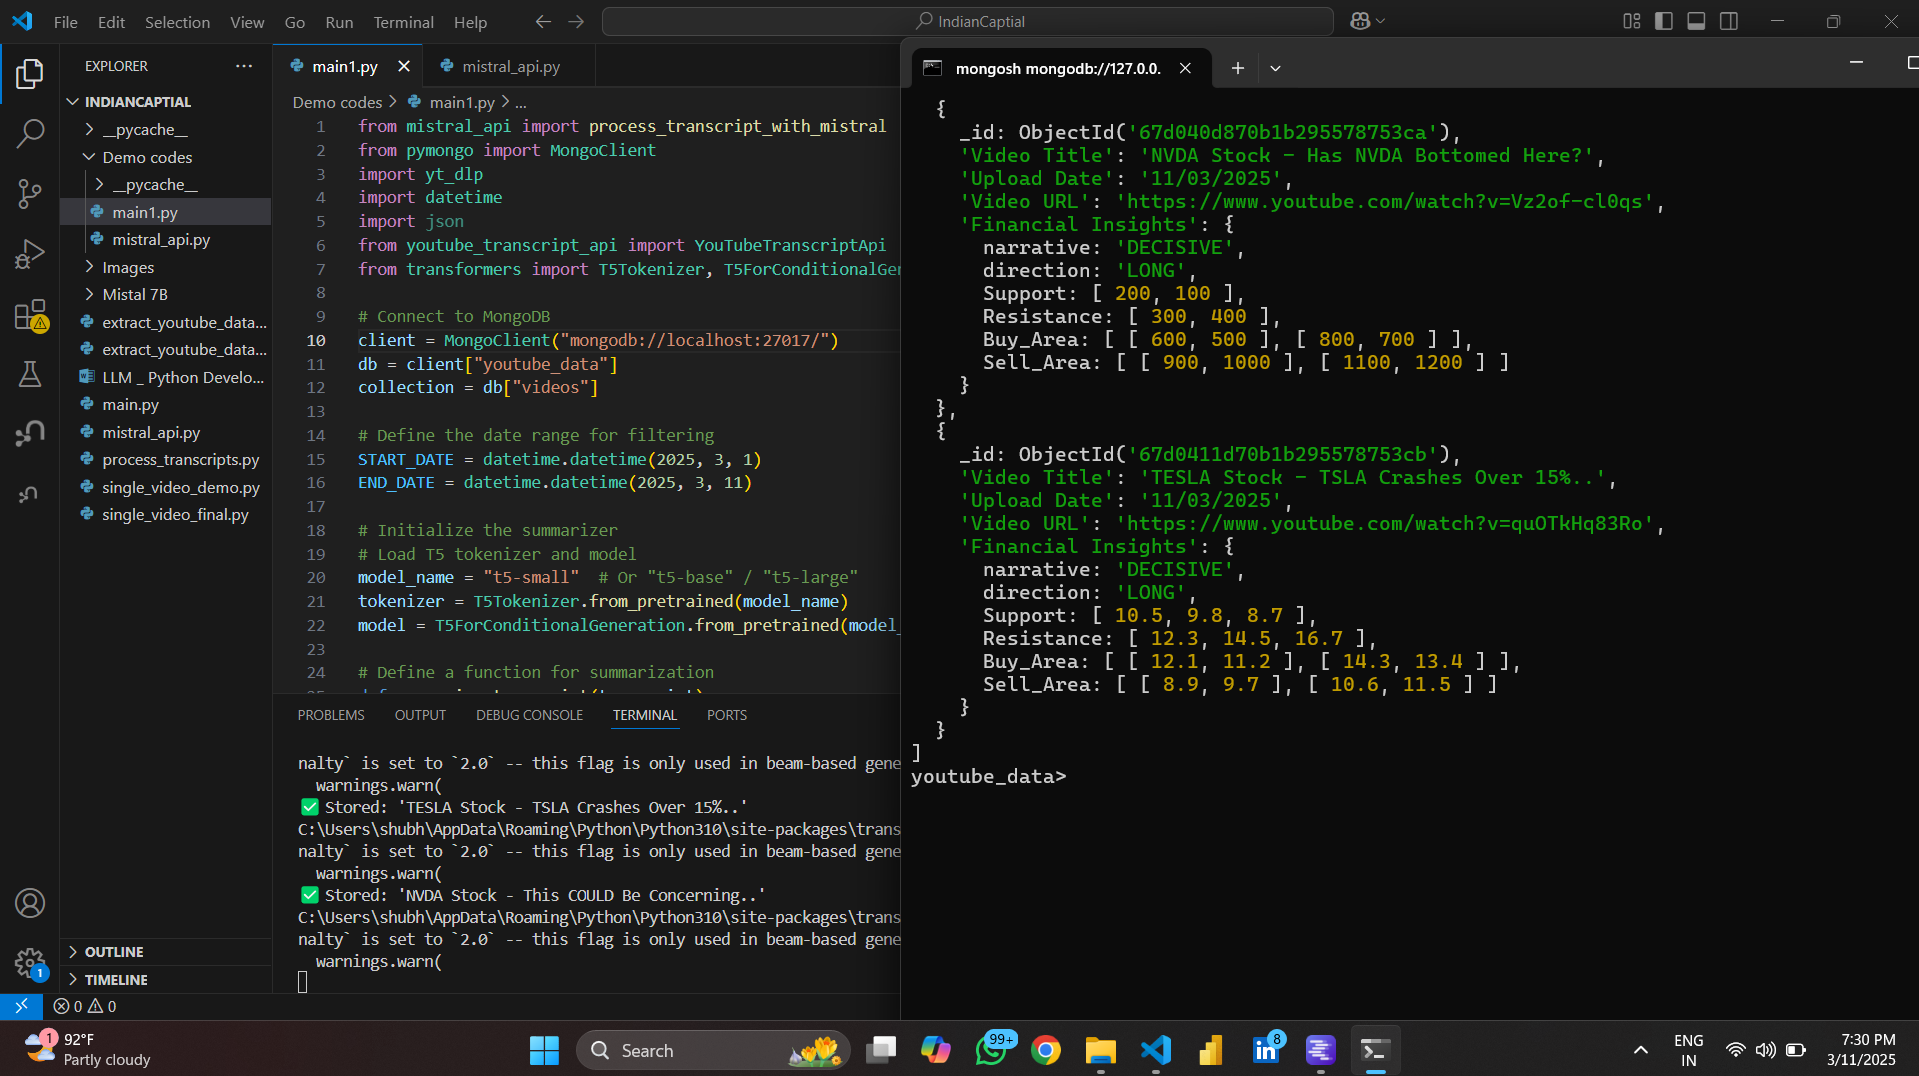 File Edit Selection View Go Run Terminal Help
IndianCaptial
EXPLORER
INDIANCAPTIAL
__pycache__
Demo codes
__pycache__
main1.py
mistral_api.py
Images
Mistal 7B
extract_youtube_data...
extract_youtube_data...
LLM _ Python Develo...
main.py
mistral_api.py
process_transcripts.py
single_video_demo.py
single_video_final.py
OUTLINE
TIMELINE
main1.py
mistral_api.py
Demo codes > main1.py > ...
1 from mistral_api import process_transcript_with_mistral
2 from pymongo import MongoClient
3 import yt_dlp
4 import datetime
5 import json
6 from youtube_transcript_api import YouTubeTranscriptApi
7 from transformers import T5Tokenizer, T5ForConditionalGe
8
9 # Connect to MongoDB
10 client = MongoClient("mongodb://localhost:27017/")
11 db = client["youtube_data"]
12 collection = db["videos"]
13
14 # Define the date range for filtering
15 START_DATE = datetime.datetime(2025, 3, 1)
16 END_DATE = datetime.datetime(2025, 3, 11)
17
18 # Initialize the summarizer
19 # Load T5 tokenizer and model
20 model_name = "t5-small"  # Or "t5-base" / "t5-large"
21 tokenizer = T5Tokenizer.from_pretrained(model_name)
22 model = T5ForConditionalGeneration.from_pretrained(model_
23
24 # Define a function for summarization
PROBLEMS OUTPUT DEBUG CONSOLE TERMINAL PORTS
nalty` is set to `2.0` -- this flag is only used in beam-based gene
warnings.warn(
✅ Stored: 'TESLA Stock - TSLA Crashes Over 15%..'
C:\Users\shubh\AppData\Roaming\Python\Python310\site-packages\trans
nalty` is set to `2.0` -- this flag is only used in beam-based gene
warnings.warn(
✅ Stored: 'NVDA Stock - This COULD Be Concerning..'
C:\Users\shubh\AppData\Roaming\Python\Python310\site-packages\trans
nalty` is set to `2.0` -- this flag is only used in beam-based gene
warnings.warn(
0 0
mongosh mongodb://127.0.0.
{
_id: ObjectId('67d040d870b1b295578753ca'),
'Video Title': 'NVDA Stock - Has NVDA Bottomed Here?',
'Upload Date': '11/03/2025',
'Video URL': 'https://www.youtube.com/watch?v=Vz2of-cl0qs',
'Financial Insights': {
narrative: 'DECISIVE',
direction: 'LONG',
Support: [ 200, 100 ],
Resistance: [ 300, 400 ],
Buy_Area: [ [ 600, 500 ], [ 800, 700 ] ],
Sell_Area: [ [ 900, 1000 ], [ 1100, 1200 ] ]
}
},
{
_id: ObjectId('67d0411d70b1b295578753cb'),
'Video Title': 'TESLA Stock - TSLA Crashes Over 15%..',
'Upload Date': '11/03/2025',
'Video URL': 'https://www.youtube.com/watch?v=quOTkHq83Ro',
'Financial Insights': {
narrative: 'DECISIVE',
direction: 'LONG',
Support: [ 10.5, 9.8, 8.7 ],
Resistance: [ 12.3, 14.5, 16.7 ],
Buy_Area: [ [ 12.1, 11.2 ], [ 14.3, 13.4 ] ],
Sell_Area: [ [ 8.9, 9.7 ], [ 10.6, 11.5 ] ]
}
}
]
youtube_data>
1
1
92°F
Partly cloudy
Search
99+
8
ENG
IN
7:30 PM
3/11/2025